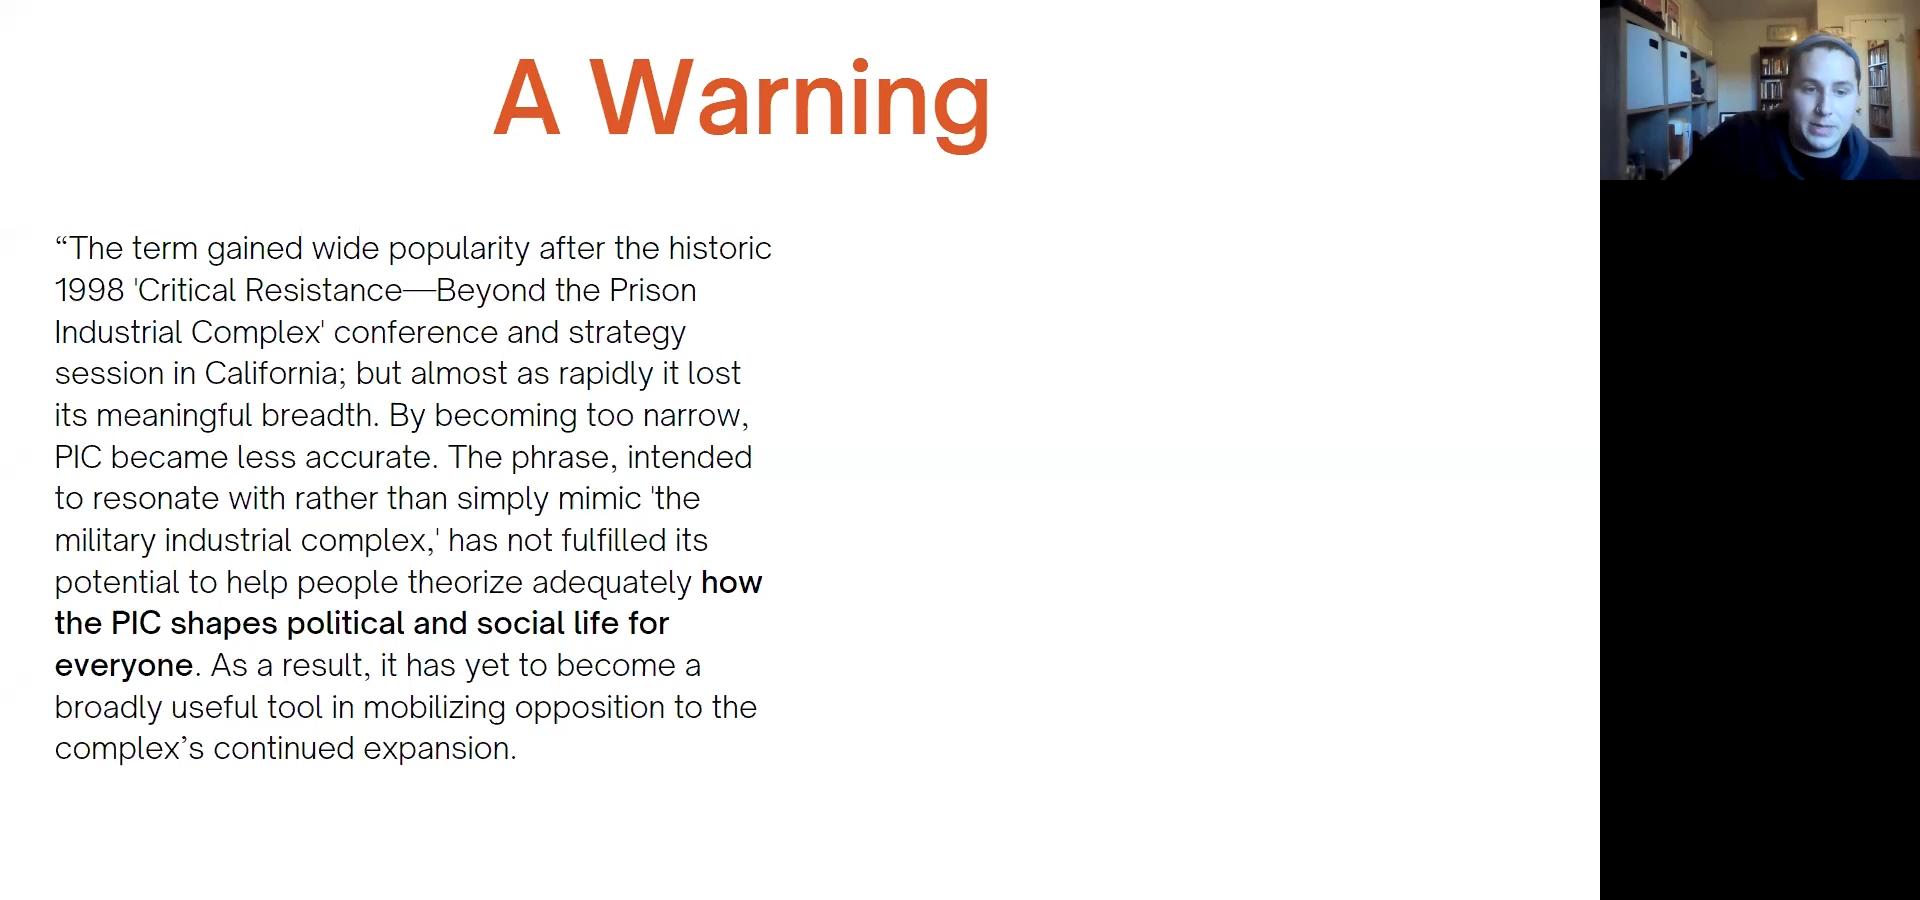 A Warning
“The term gained wide popularity after the historic
1998 'Critical Resistance—Beyond the Prison
Industrial Complex' conference and strategy
session in California; but almost as rapidly it lost
its meaningful breadth. By becoming too narrow,
PIC became less accurate. The phrase, intended
to resonate with rather than simply mimic 'the
military industrial complex,' has not fulfilled its
potential to help people theorize adequately how
the PIC shapes political and social life for
everyone. As a result, it has yet to become a
broadly useful tool in mobilizing opposition to the
complex’s continued expansion.